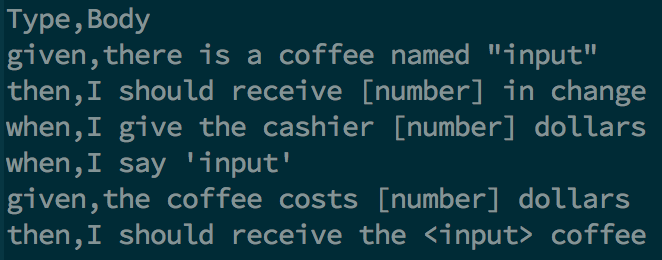 Type,Body
given,there is a coffee named "input"
then,I should receive [number] in change
when,I give the cashier [number] dollars
when,I say 'input'
given,the coffee costs [number] dollars
then,I should receive the <input> coffee